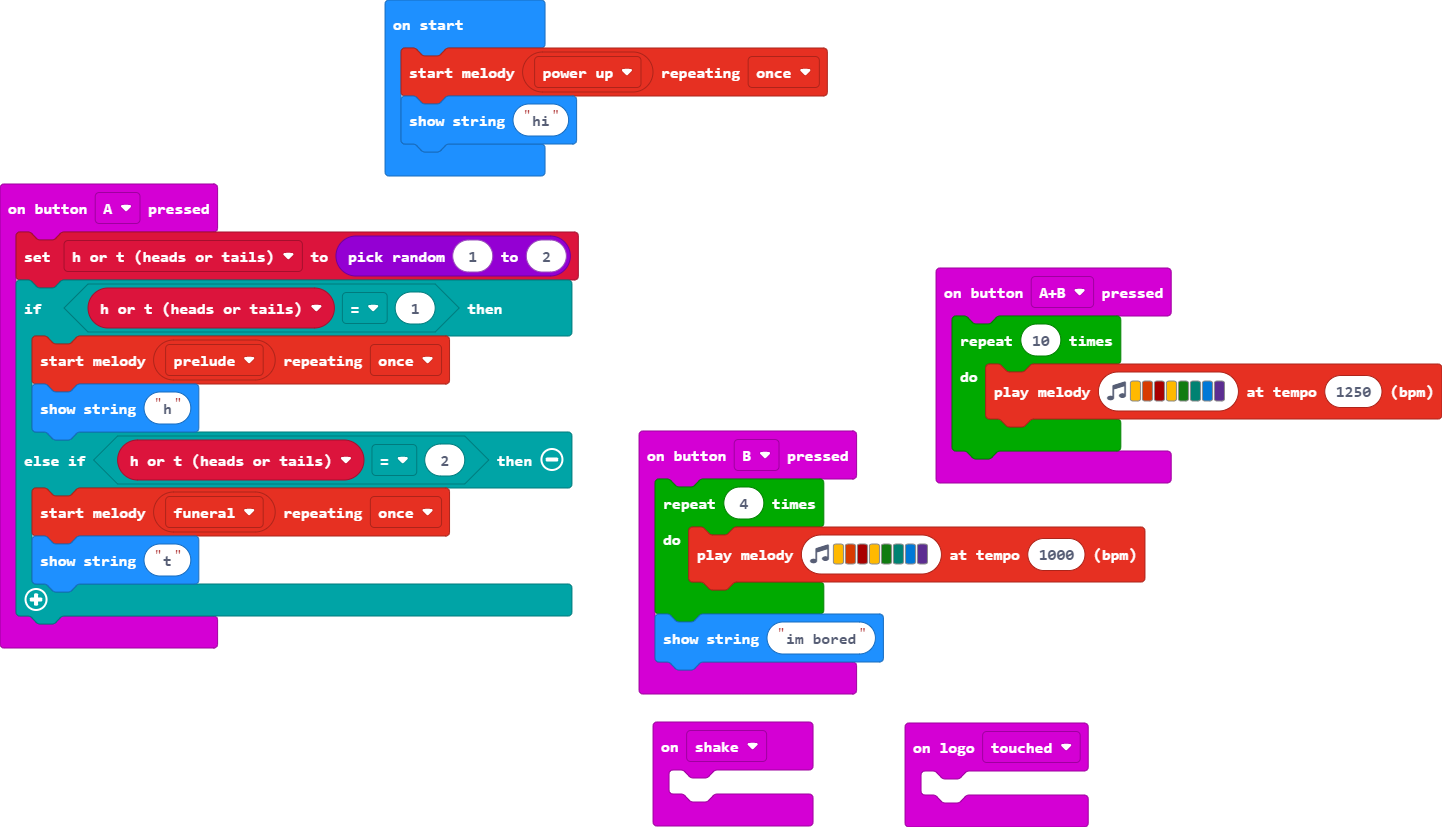 on start
start melody power up repeating once
show string "hi"
on button A pressed
set h or t (heads or tails) to pick random 1 to 2
if h or t (heads or tails) = 1 then
start melody prelude repeating once
show string "h"
else if h or t (heads or tails) = 2 then
start melody funeral repeating once
show string "t"
on button A+B pressed
repeat 10 times
do play melody at tempo 1250 (bpm)
on button B pressed
repeat 4 times
do play melody at tempo 1000 (bpm)
show string "im bored"
on shake
on logo touched